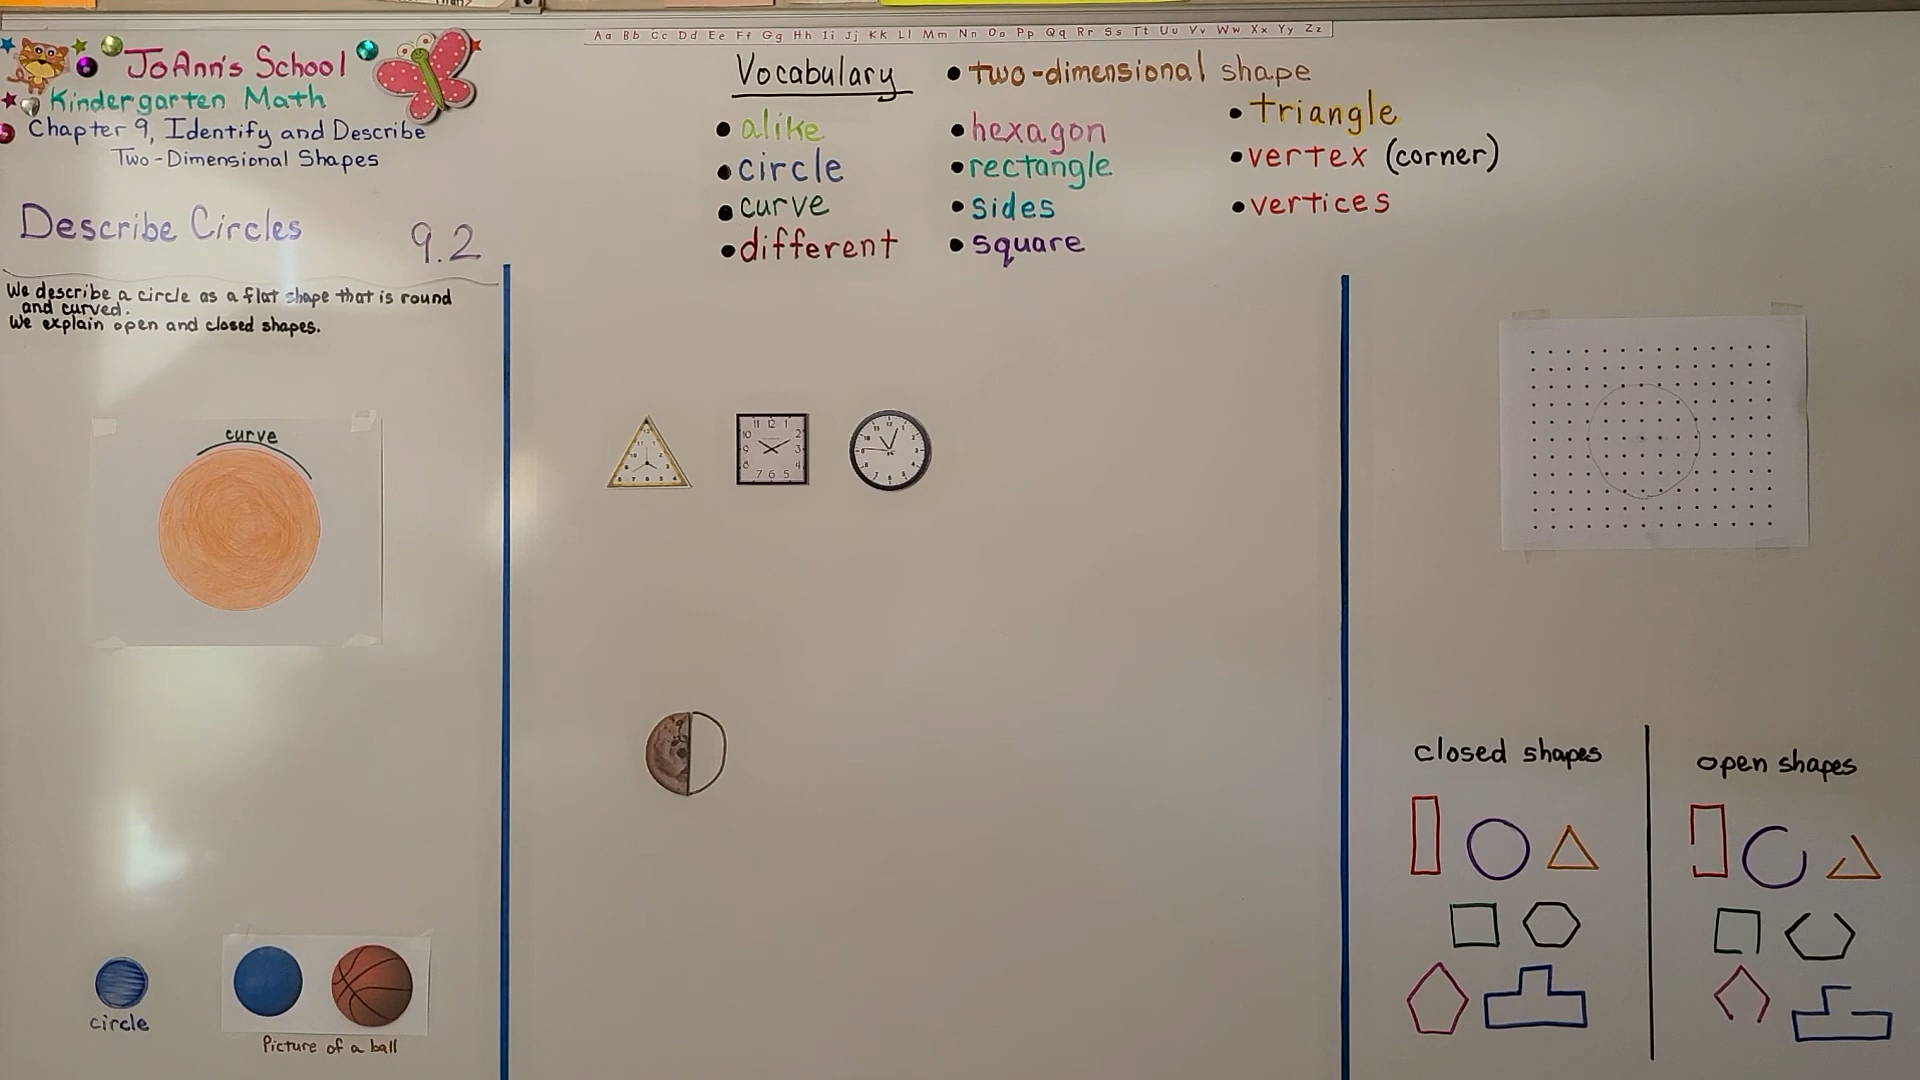 Aa Bb Cc Dd Ee Ff Gg Hh Ii Jj Kk Ll Mm Nn Oo Pp Qq Rr Ss Tt Uu Vv Ww Xx Yy Zz
JoAnn's School
Kindergarten Math
Chapter 9, Identify and Describe
Two-Dimensional Shapes
Describe Circles 9.2
We describe a circle as a flat shape that is round
and curved.
We explain open and closed shapes.
curve
circle
Picture of a ball
Vocabulary
• alike
• circle
• curve
• different
• two-dimensional shape
• hexagon
• rectangle
• sides
• square
• triangle
• vertex (corner)
• vertices
closed shapes
open shapes